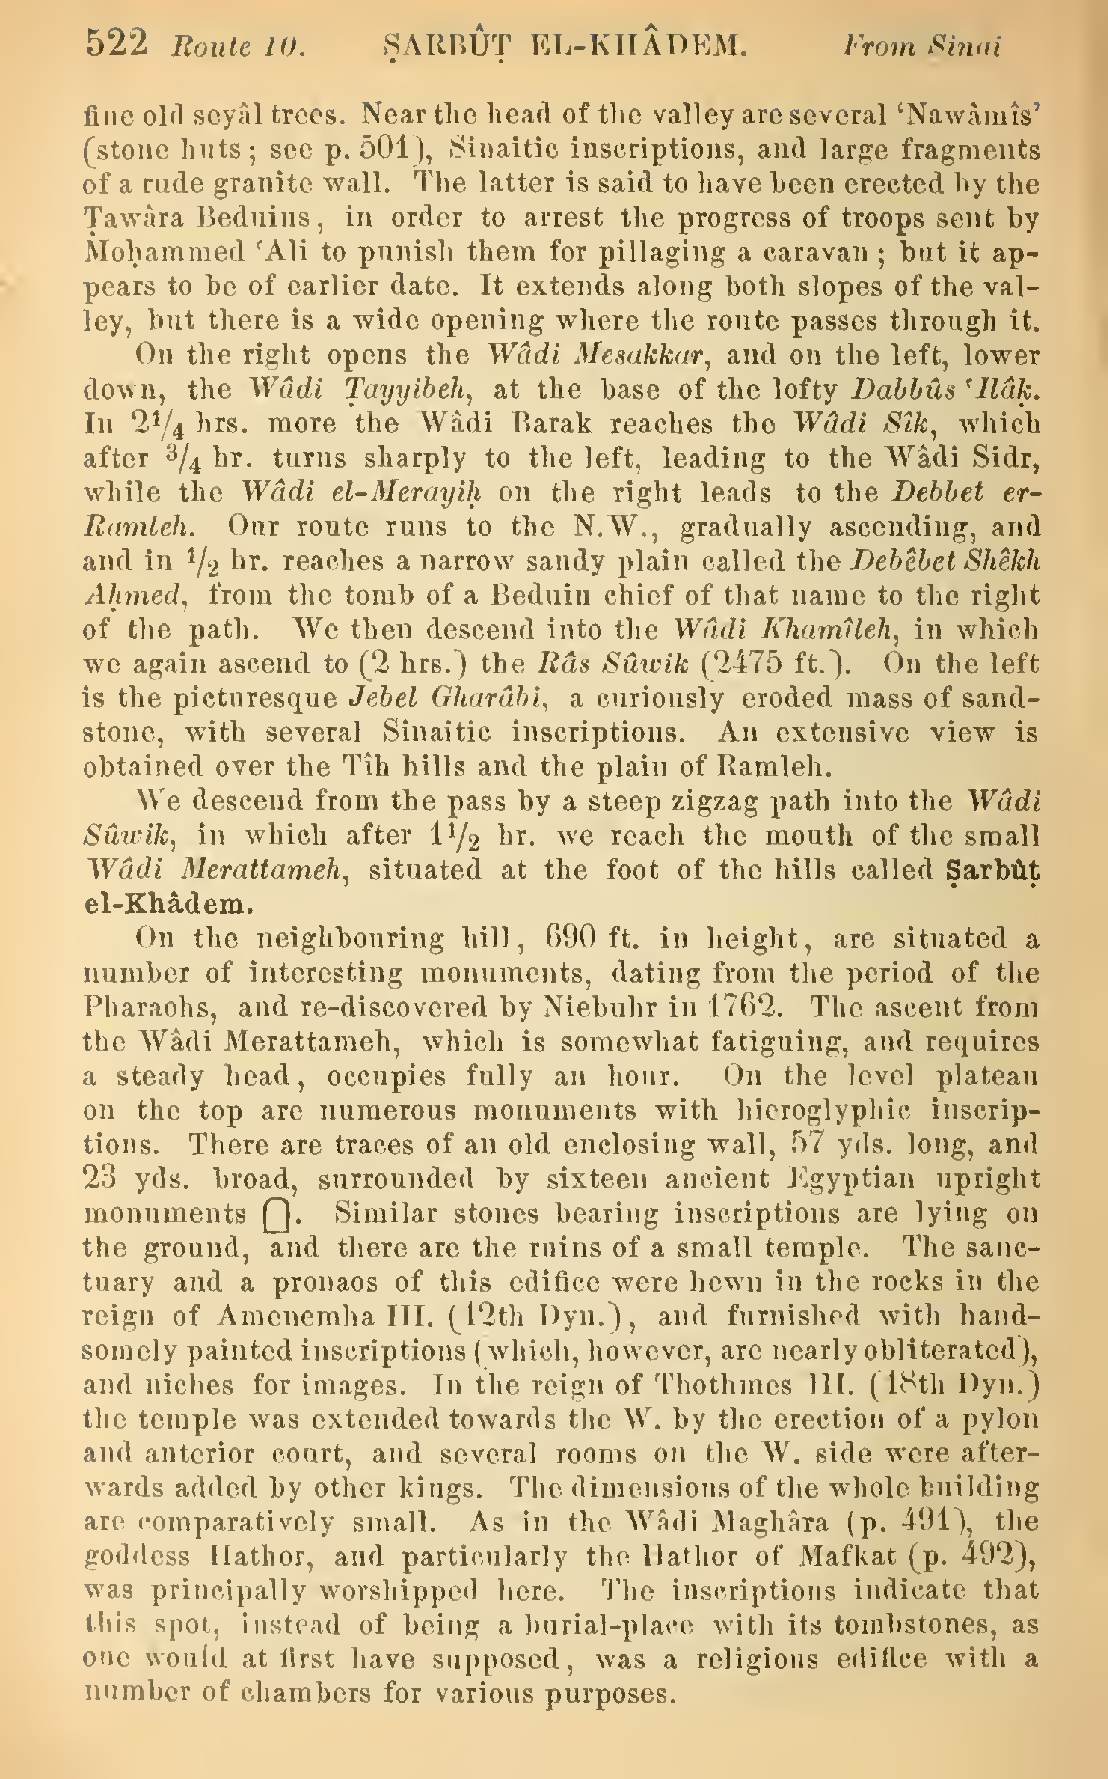 522 Route 10. ṢARBÛṬ EL-KHÂDEM. From Sinai
fine old seyâl trees. Near the head of the valley are several ‘Nawâmîs’
(stone huts; see p. 501), Sinaitic inscriptions, and large fragments
of a rude granite wall. The latter is said to have been erected by the
Ṭawâra Beduins, in order to arrest the progress of troops sent by
Moḥammed ʿAli to punish them for pillaging a caravan; but it ap-
pears to be of earlier date. It extends along both slopes of the val-
ley, but there is a wide opening where the route passes through it.
On the right opens the Wâdi Mesakkar, and on the left, lower
down, the Wâdi Ṭayyibeh, at the base of the lofty Dabbûs ʿIlâḳ.
In 2¹/₄ hrs. more the Wâdi Barak reaches the Wâdi Sîk, which
after ³/₄ hr. turns sharply to the left, leading to the Wâdi Sidr,
while the Wâdi el-Merayiḥ on the right leads to the Debbet er-
Ramleh. Our route runs to the N.W., gradually ascending, and
and in ¹/₂ hr. reaches a narrow sandy plain called the Debêbet Shêkh
Aḥmed, from the tomb of a Beduin chief of that name to the right
of the path. We then descend into the Wâdi Khamîleh, in which
we again ascend to (2 hrs.) the Râs Sûwik (2475 ft.). On the left
is the picturesque Jebel Gharâbi, a curiously eroded mass of sand-
stone, with several Sinaitic inscriptions. An extensive view is
obtained over the Tîh hills and the plain of Ramleh.
We descend from the pass by a steep zigzag path into the Wâdi
Sûwik, in which after 1¹/₂ hr. we reach the mouth of the small
Wâdi Merattameh, situated at the foot of the hills called Ṣarbûṭ
el-Khâdem.
On the neighbouring hill, 690 ft. in height, are situated a
number of interesting monuments, dating from the period of the
Pharaohs, and re-discovered by Niebuhr in 1762. The ascent from
the Wâdi Merattameh, which is somewhat fatiguing, and requires
a steady head, occupies fully an hour. On the level plateau
on the top are numerous monuments with hieroglyphic inscrip-
tions. There are traces of an old enclosing wall, 57 yds. long, and
23 yds. broad, surrounded by sixteen ancient Egyptian upright
monuments. Similar stones bearing inscriptions are lying on
the ground, and there are the ruins of a small temple. The sanc-
tuary and a pronaos of this edifice were hewn in the rocks in the
reign of Amenemha III. (12th Dyn.), and furnished with hand-
somely painted inscriptions (which, however, are nearly obliterated),
and niches for images. In the reign of Thothmes III. (18th Dyn.)
the temple was extended towards the W. by the erection of a pylon
and anterior court, and several rooms on the W. side were after-
wards added by other kings. The dimensions of the whole building
are comparatively small. As in the Wâdi Maghâra (p. 491), the
goddess Hathor, and particularly the Hathor of Mafkat (p. 492),
was principally worshipped here. The inscriptions indicate that
this spot, instead of being a burial-place with its tombstones, as
one would at first have supposed, was a religious edifice with a
number of chambers for various purposes.